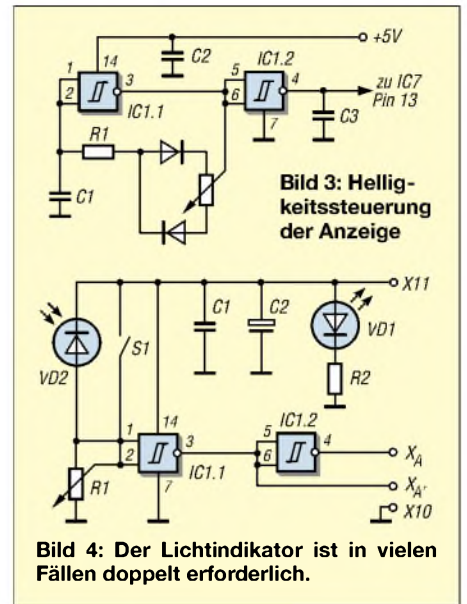 +5V
14
C2
IC1.1
IC1.2
1
2
3
5
6
4
7
zu IC7
Pin 13
R1
C3
C1
Bild 3: Hellig-
keitssteuerung
der Anzeige
X11
C1
C2
VD1
VD2
S1
R2
14
1
2
3
IC1.1
7
R1
IC1.2
5
6
4
XA
XA'
X10
Bild 4: Der Lichtindikator ist in vielen
Fällen doppelt erforderlich.